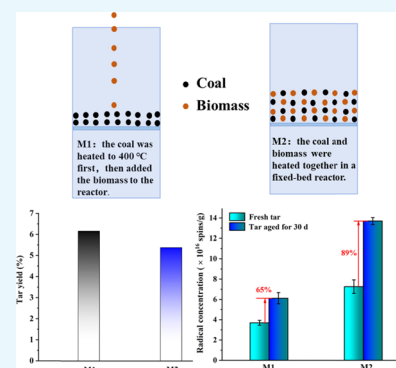 Coal
Biomass
M1：the coal was
heated to 400 ℃
first，then added
the biomass to the
reactor.
M2：the coal and
biomass were
heated together in a
fixed-bed reactor.
Tar yield (%)
7
6
5
4
3
2
1
0
M1
M2
Radical concentration ( × 10¹⁶ spins/g)
14
12
10
8
6
4
2
0
Fresh tar
Tar aged for 30 d
65%
89%
M1
M2